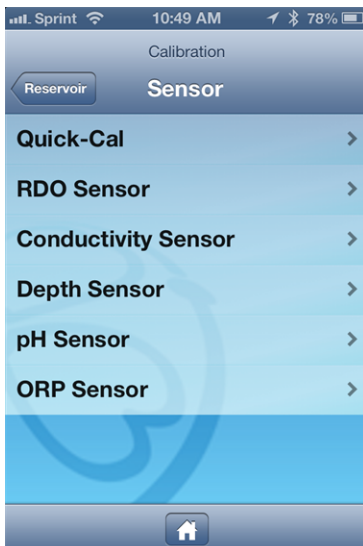 Sprint 10:49 AM 78%
Calibration
Reservoir Sensor
Quick-Cal
RDO Sensor
Conductivity Sensor
Depth Sensor
pH Sensor
ORP Sensor